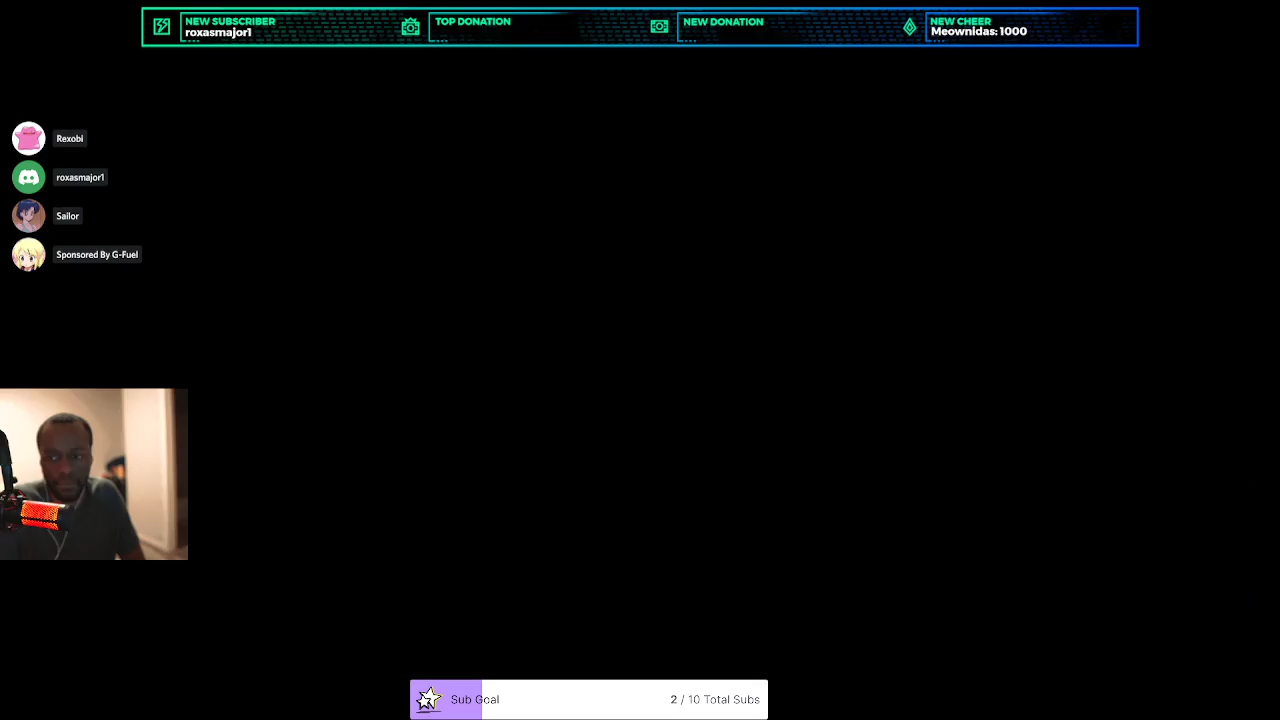 NEW SUBSCRIBER
roxasmajor1
TOP DONATION
NEW DONATION
NEW CHEER
Meownidas: 1000
Rexobi
roxasmajor1
Sailor
Sponsored By G-Fuel
Sub Goal
2 / 10 Total Subs